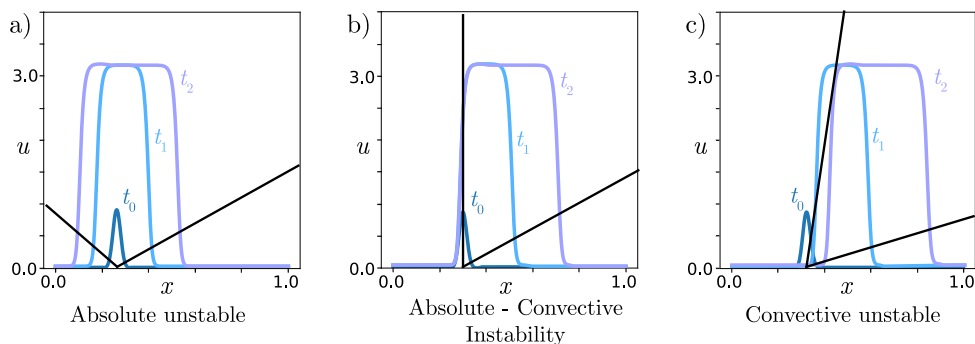 a)
3.0
u
0.0
t₀
t₁
t₂
0.0
x
1.0
Absolute unstable
b)
3.0
u
0.0
t₀
t₁
t₂
0.0
x
1.0
Absolute - Convective
Instability
c)
3.0
u
0.0
t₀
t₁
t₂
0.0
x
1.0
Convective unstable